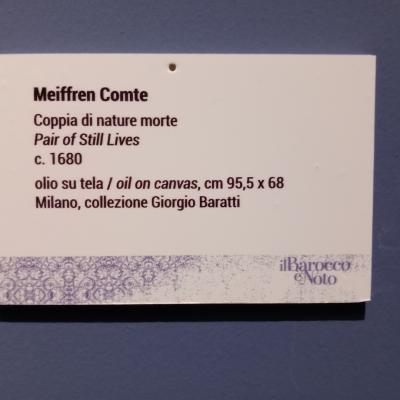 Meiffren Comte
Coppia di nature morte
Pair of Still Lives
c. 1680
olio su tela / oil on canvas, cm 95,5 x 68
Milano, collezione Giorgio Baratti
il Barocco
è Noto